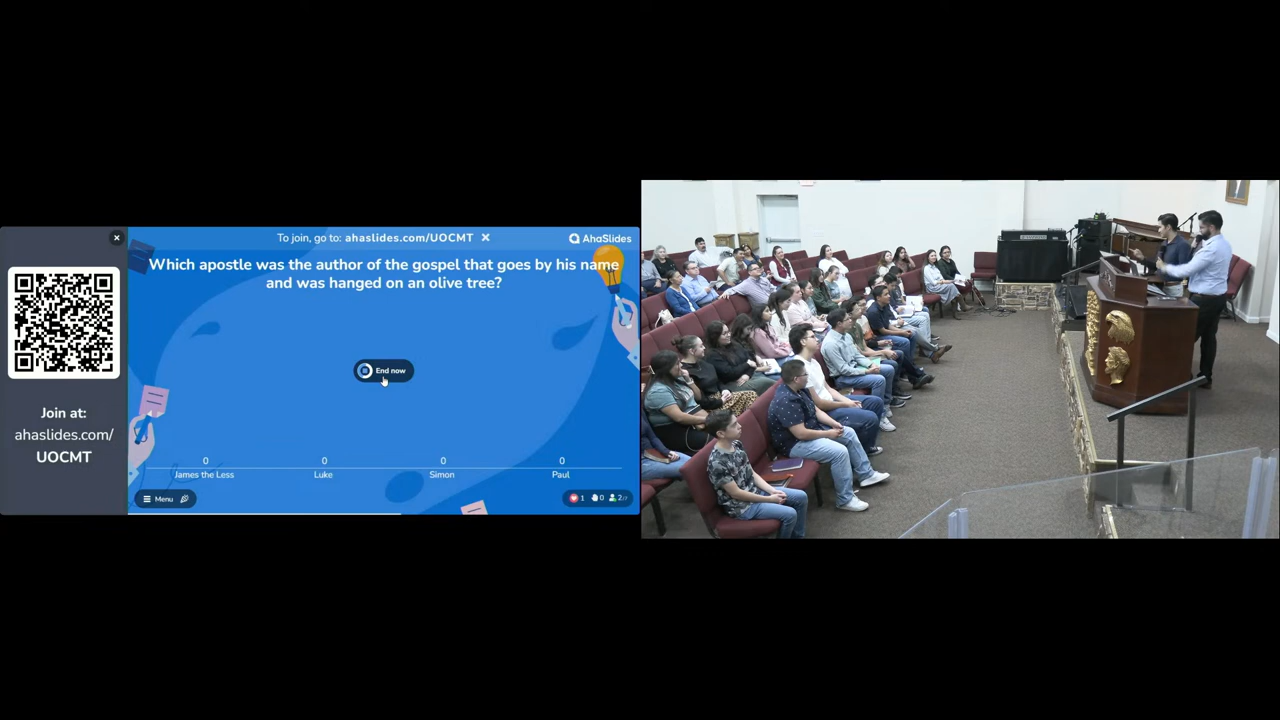 To join, go to: ahaslides.com/UOCMT
AhaSlides
Which apostle was the author of the gospel that goes by his name
and was hanged on an olive tree?
End now
0 0 0 0
James the Less Luke Simon Paul
Menu
1 0
Join at:
ahaslides.com/
UOCMT